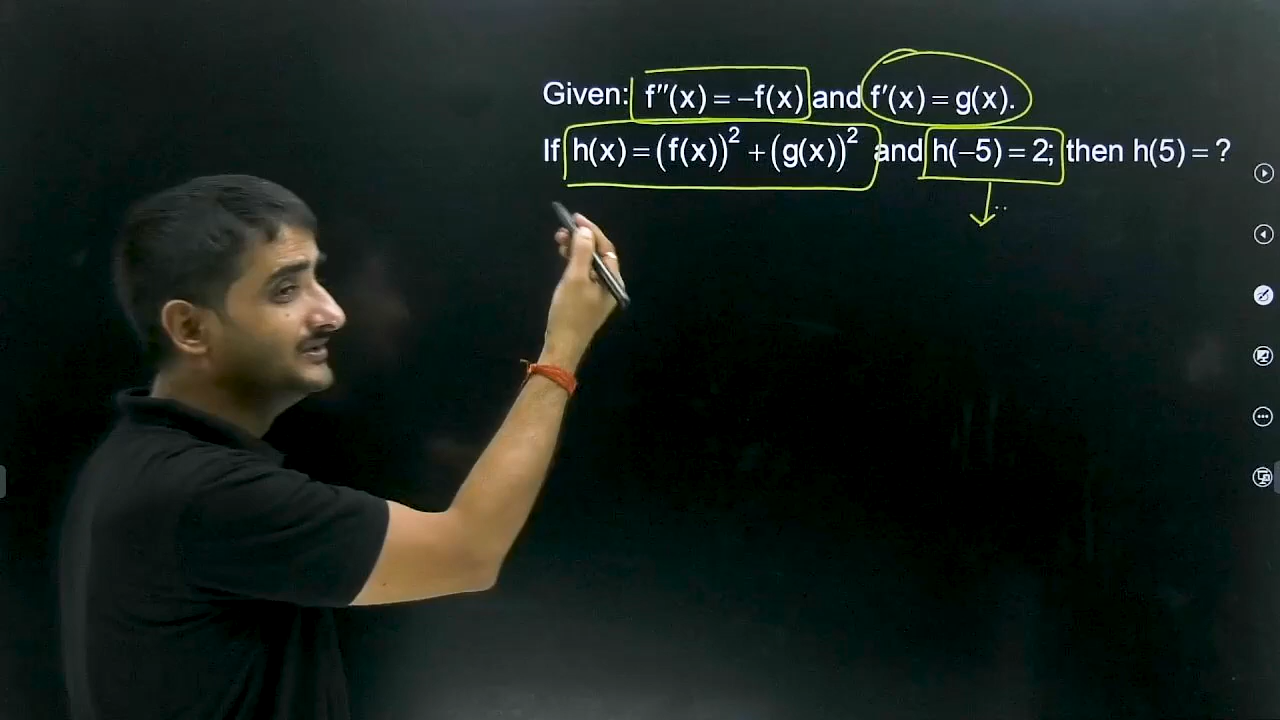 Given: f″(x) = –f(x) and f′(x) = g(x).
If h(x) = (f(x))² + (g(x))² and h(–5) = 2; then h(5) = ?